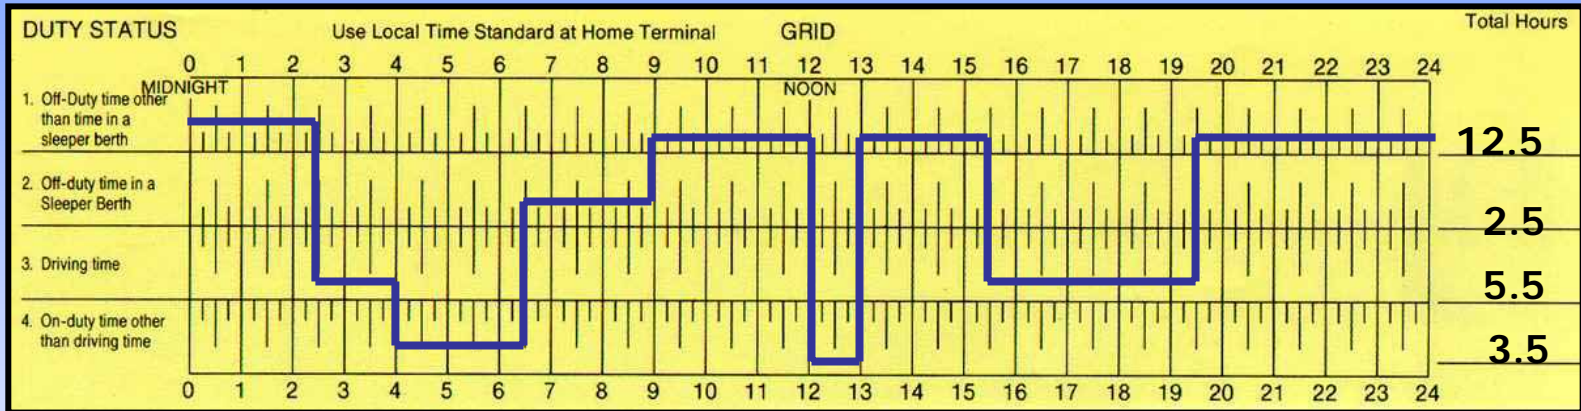 DUTY STATUS Use Local Time Standard at Home Terminal GRID Total Hours
0 1 2 3 4 5 6 7 8 9 10 11 12 13 14 15 16 17 18 19 20 21 22 23 24
MIDNIGHT NOON
1. Off-Duty time other
than time in a
sleeper berth
12.5
2. Off-duty time in a
Sleeper Berth
2.5
3. Driving time
5.5
4. On-duty time other
than driving time
3.5
0 1 2 3 4 5 6 7 8 9 10 11 12 13 14 15 16 17 18 19 20 21 22 23 24